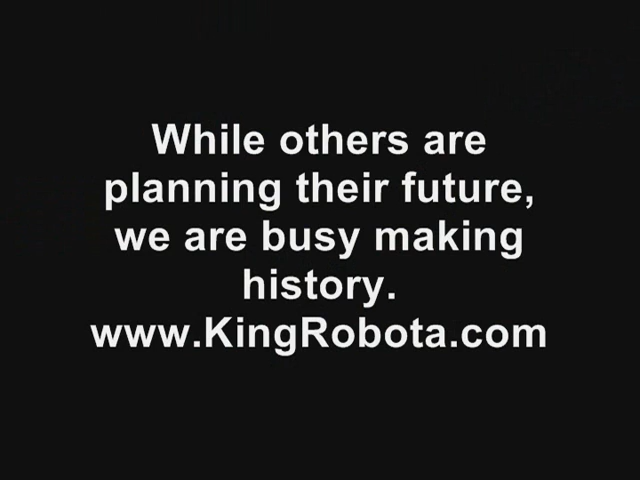 While others are
planning their future,
we are busy making
history.
www.KingRobota.com